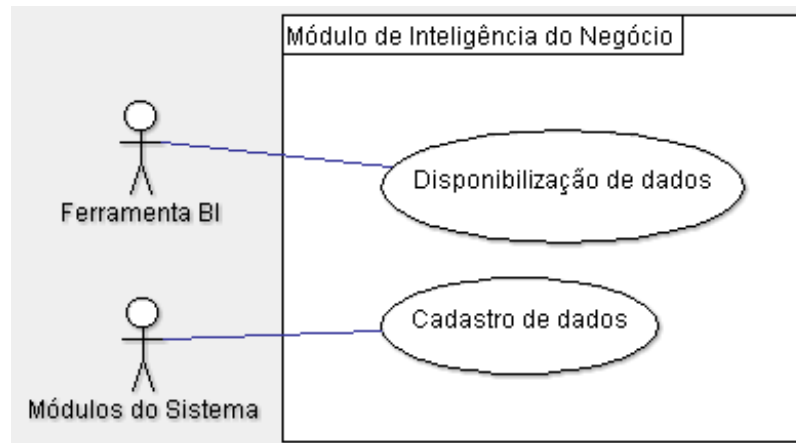 Módulo de Inteligência do Negócio
Disponibilização de dados
Ferramenta BI
Cadastro de dados
Módulos do Sistema